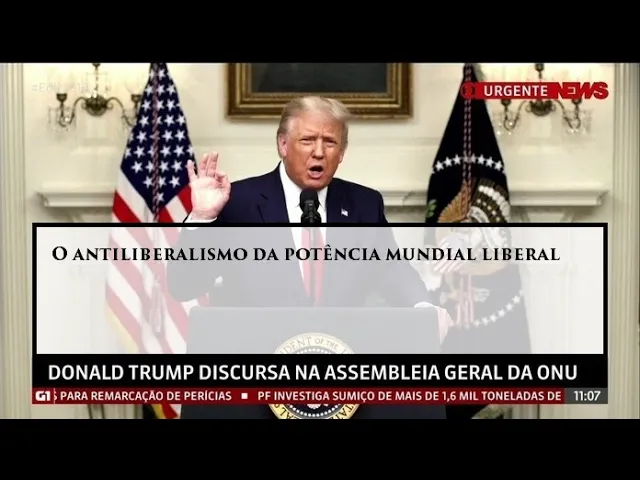 URGENTE NEWS
O ANTILIBERALISMO DA POTÊNCIA MUNDIAL LIBERAL
DONALD TRUMP DISCURSA NA ASSEMBLEIA GERAL DA ONU
G1 S PARA REMARCAÇÃO DE PERÍCIAS ■ PF INVESTIGA SUMIÇO DE MAIS DE 1,6 MIL TONELADAS DE 11:07